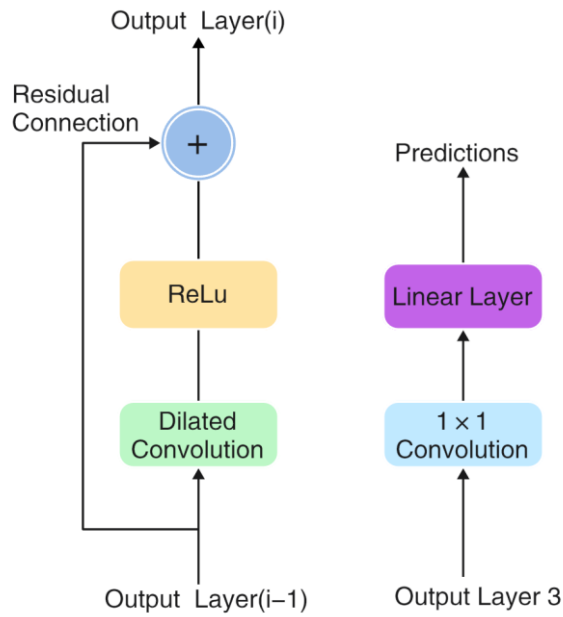 Output Layer(i)
Residual
Connection
+
ReLu
Dilated
Convolution
Output Layer(i−1)
Predictions
Linear Layer
1 × 1
Convolution
Output Layer 3